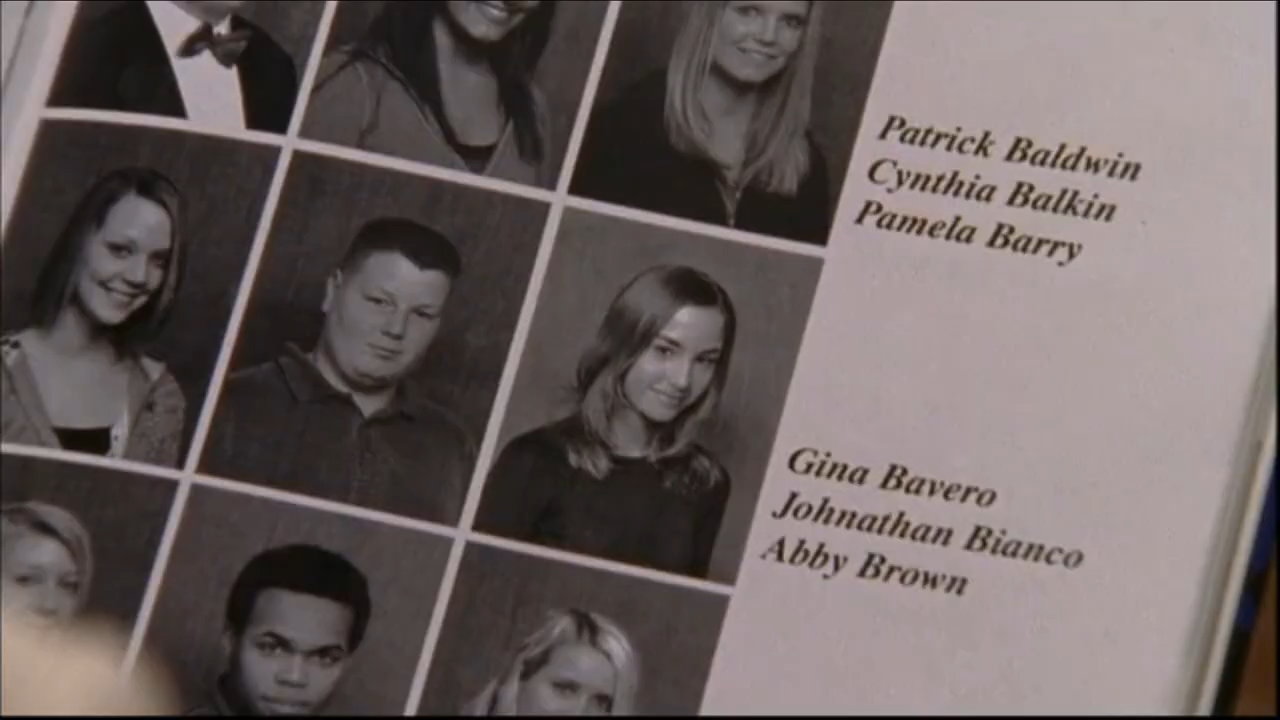 Patrick Baldwin
Cynthia Balkin
Pamela Barry
Gina Bavero
Johnathan Bianco
Abby Brown